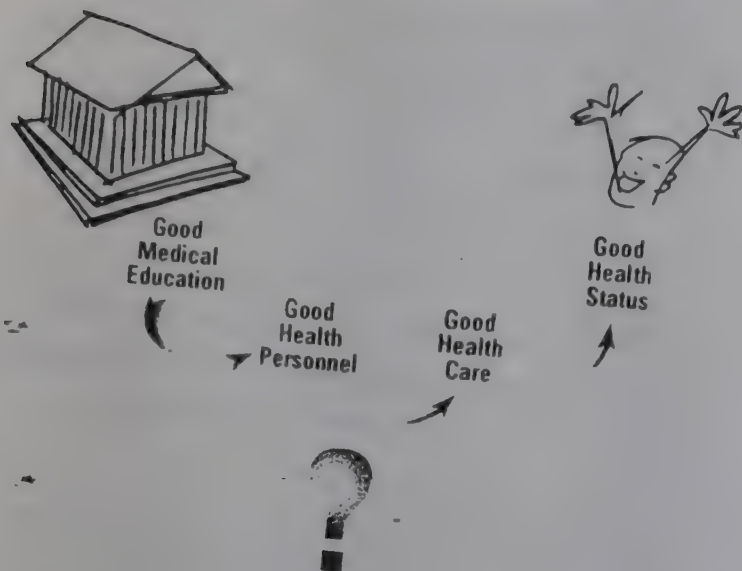 Good
Medical
Education
Good
Health
Personnel
Good
Health
Care
Good
Health
Status
?